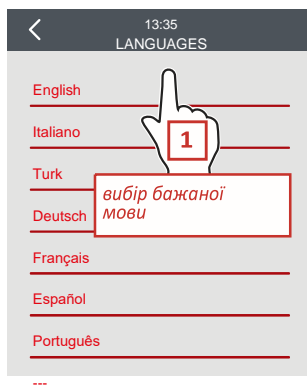 13:35
LANGUAGES
English
Italiano
1
Turk
вибір бажаної
мови
Deutsch
Français
Español
Português
---